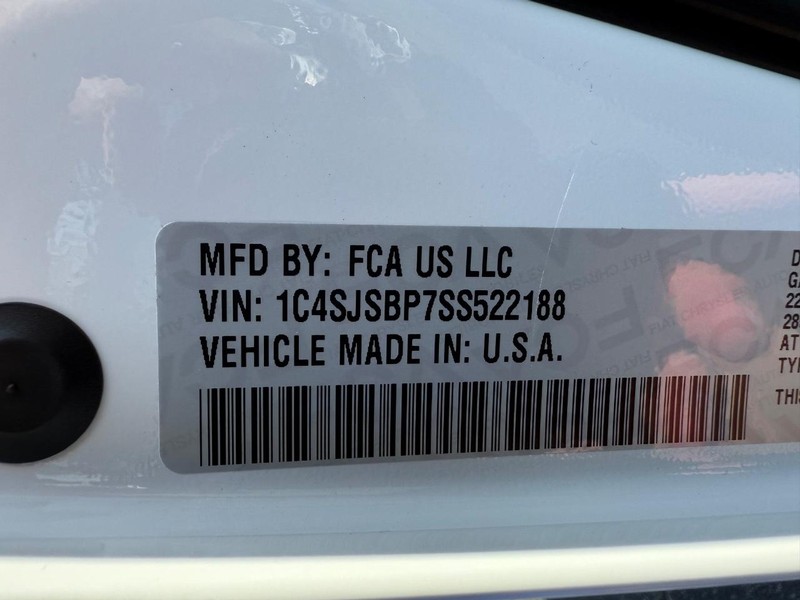 MFD BY: FCA US LLC
VIN: 1C4SJSBP7SS522188
VEHICLE MADE IN: U.S.A.